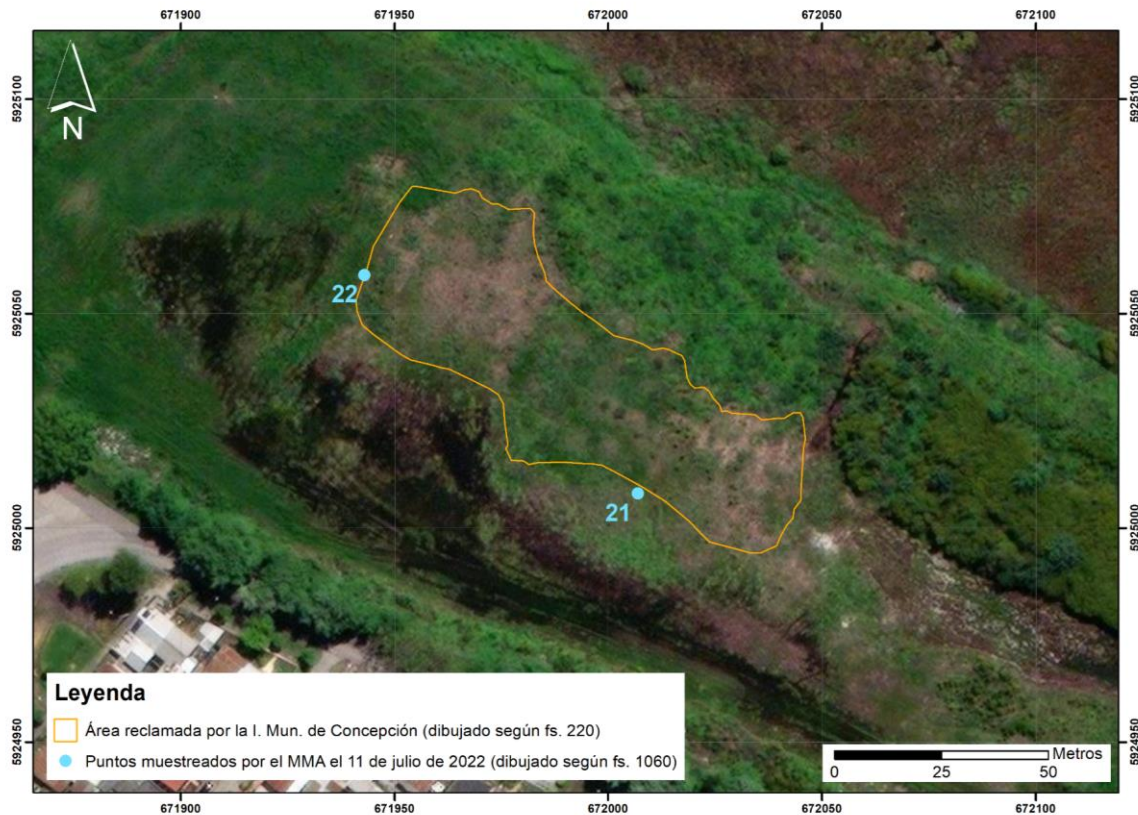 671900 671950 672000 672050 672100
5925100 5925100
N
22
5925050 5925050
21
5925000 5925000
Leyenda
Área reclamada por la I. Mun. de Concepción (dibujado según fs. 220)
Puntos muestreados por el MMA el 11 de julio de 2022 (dibujado según fs. 1060)
5924950 5924950
Metros
0 25 50
671900 671950 672000 672050 672100